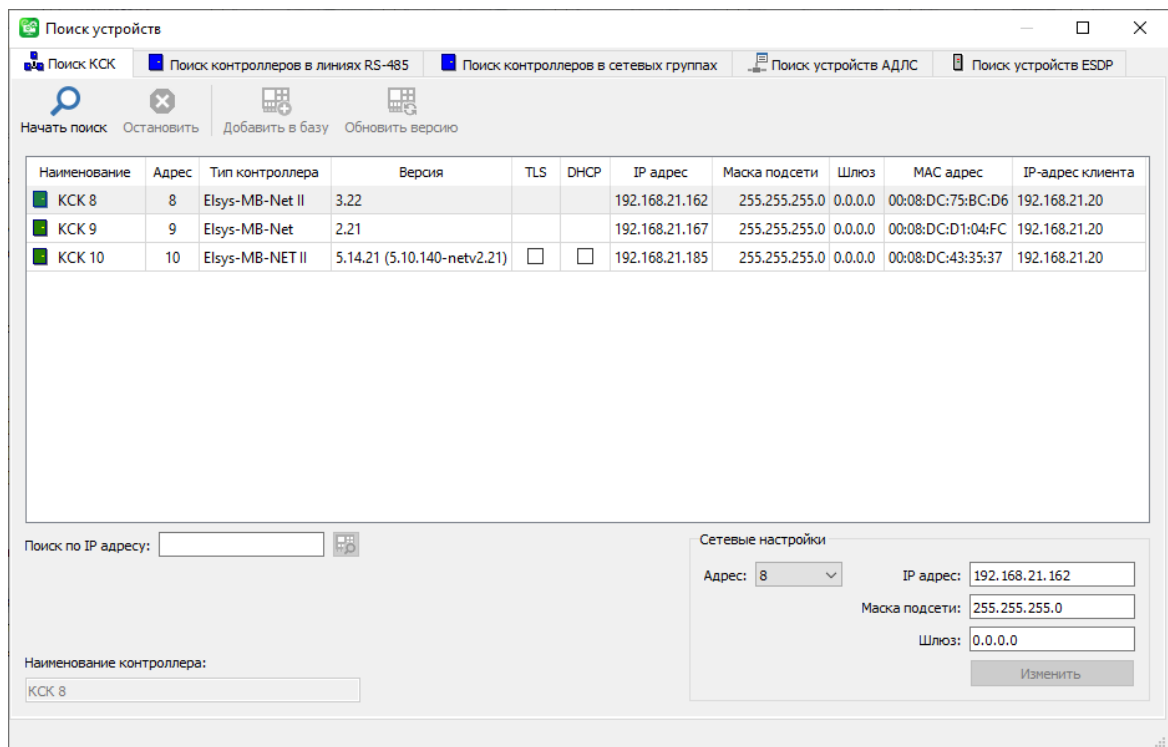 Поиск устройств
Поиск КСК Поиск контроллеров в линиях RS-485 Поиск контроллеров в сетевых группах Поиск устройств АДЛС Поиск устройств ESDP
Начать поиск Остановить Добавить в базу Обновить версию
Наименование Адрес Тип контроллера Версия TLS DHCP IP адрес Маска подсети Шлюз MAC адрес IP-адрес клиента
КСК 8 8 Elsys-MB-Net II 3.22 192.168.21.162 255.255.255.0 0.0.0.0 00:08:DC:75:BC:D6 192.168.21.20
КСК 9 9 Elsys-MB-Net 2.21 192.168.21.167 255.255.255.0 0.0.0.0 00:08:DC:D1:04:FC 192.168.21.20
КСК 10 10 Elsys-MB-NET II 5.14.21 (5.10.140-netv2.21) 192.168.21.185 255.255.255.0 0.0.0.0 00:08:DC:43:35:37 192.168.21.20
Поиск по IP адресу:
Сетевые настройки
Адрес: 8 IP адрес: 192.168.21.162
Маска подсети: 255.255.255.0
Шлюз: 0.0.0.0
Изменить
Наименование контроллера:
КСК 8